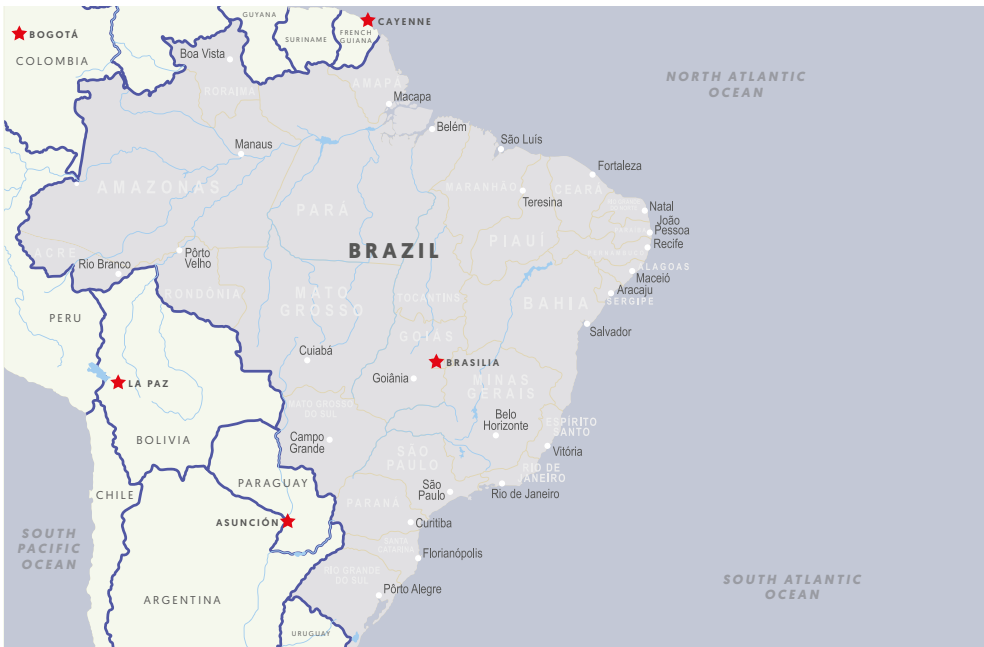 GUYANA
CAYENNE
BOGOTÁ
SURINAME
FRENCH
GUIANA
COLOMBIA
Boa Vista
NORTH ATLANTIC
OCEAN
RORAIMA
AMAPÁ
Macapa
Belém
São Luís
Manaus
Fortaleza
AMAZONAS
MARANHÃO
CEARÁ
Teresina
PARÁ
Natal
João
Pessoa
Recife
PIAUÍ
BRAZIL
ACRE
Rio Branco
Pôrto
Velho
ALAGOAS
Maceió
Aracaju
SERGIPE
RONDÔNIA
MATO
GROSSO
TOCANTINS
BAHIA
PERU
Salvador
GOIÁS
Cuiabá
BRASILIA
LA PAZ
Goiânia
MINAS
GERAIS
MATO GROSSO
DO SUL
Belo
Horizonte
ESPÍRITO
SANTO
BOLIVIA
Campo
Grande
Vitória
SÃO
PAULO
RIO DE
JANEIRO
PARAGUAY
São
Paulo
Rio de Janeiro
CHILE
PARANÁ
ASUNCIÓN
Curitiba
SOUTH
PACIFIC
OCEAN
SANTA
CATARINA
Florianópolis
RIO GRANDE
DO SUL
SOUTH ATLANTIC
OCEAN
Pôrto Alegre
ARGENTINA
URUGUAY